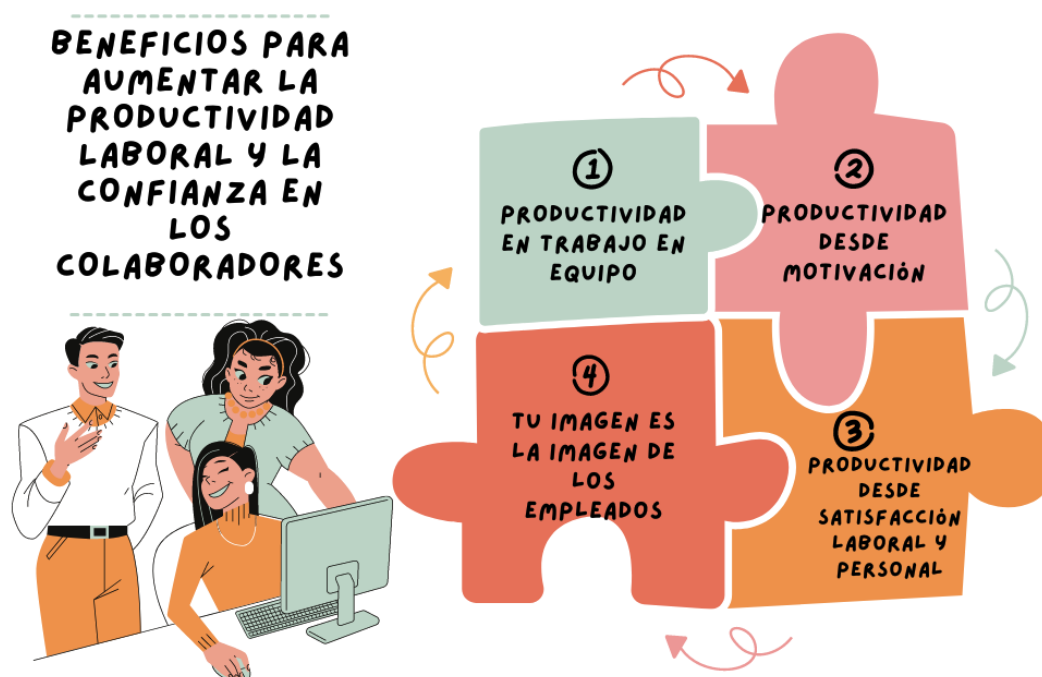 BENEFICIOS PARA
AUMENTAR LA
PRODUCTIVIDAD
LABORAL Y LA
CONFIANZA EN
LOS
COLABORADORES
1
PRODUCTIVIDAD
EN TRABAJO EN
EQUIPO
2
PRODUCTIVIDAD
DESDE
MOTIVACIÓN
3
PRODUCTIVIDAD
DESDE
SATISFACCIÓN
LABORAL Y
PERSONAL
4
TU IMAGEN ES
LA IMAGEN DE
LOS
EMPLEADOS